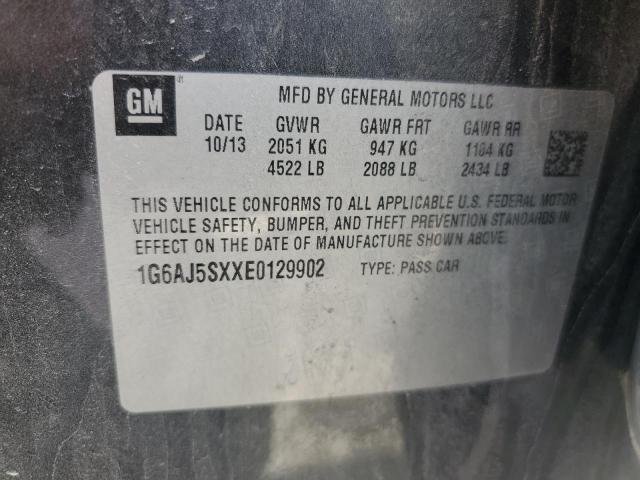 GM
MFD BY GENERAL MOTORS LLC
DATE GVWR GAWR FRT GAWR RR
10/13 2051 KG 947 KG 1104 KG
4522 LB 2088 LB 2434 LB
THIS VEHICLE CONFORMS TO ALL APPLICABLE U.S. FEDERAL MOTOR
VEHICLE SAFETY, BUMPER, AND THEFT PREVENTION STANDARDS IN
EFFECT ON THE DATE OF MANUFACTURE SHOWN ABOVE.
1G6AJ5SXXE0129902 TYPE: PASS CAR